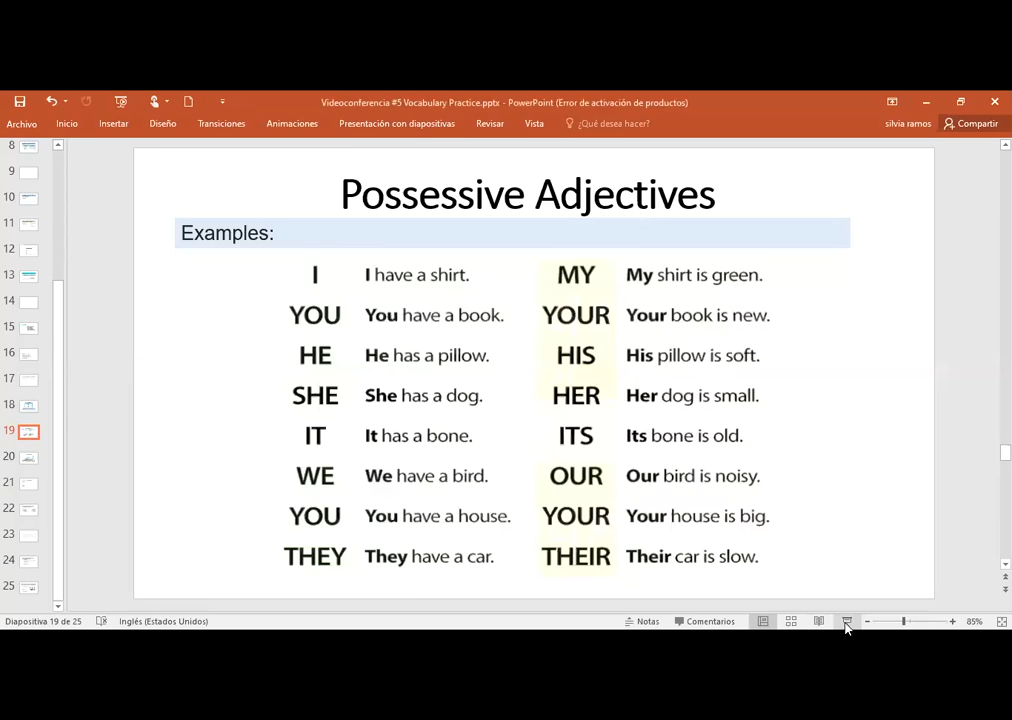 Videoconferencia #5 Vocabulary Practice.pptx - PowerPoint (Error de activación de productos)
Archivo Inicio Insertar Diseño Transiciones Animaciones Presentación con diapositivas Revisar Vista ¿Qué desea hacer? silvia ramos Compartir
8
9
10
11
12
13
14
15
16
17
18
19
20
21
22
23
24
25
Possessive Adjectives
Examples:
I I have a shirt. MY My shirt is green.
YOU You have a book. YOUR Your book is new.
HE He has a pillow. HIS His pillow is soft.
SHE She has a dog. HER Her dog is small.
IT It has a bone. ITS Its bone is old.
WE We have a bird. OUR Our bird is noisy.
YOU You have a house. YOUR Your house is big.
THEY They have a car. THEIR Their car is slow.
Diapositiva 19 de 25 Inglés (Estados Unidos) Notas Comentarios 85%